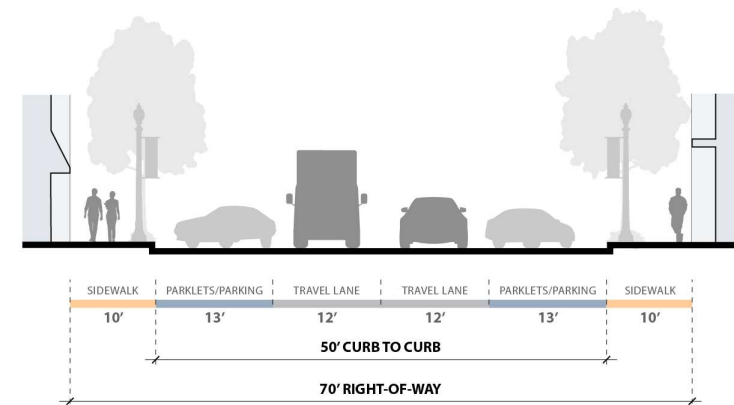 SIDEWALK PARKLETS/PARKING TRAVEL LANE TRAVEL LANE PARKLETS/PARKING SIDEWALK
10’ 13’ 12’ 12’ 13’ 10’
50’ CURB TO CURB
70’ RIGHT-OF-WAY